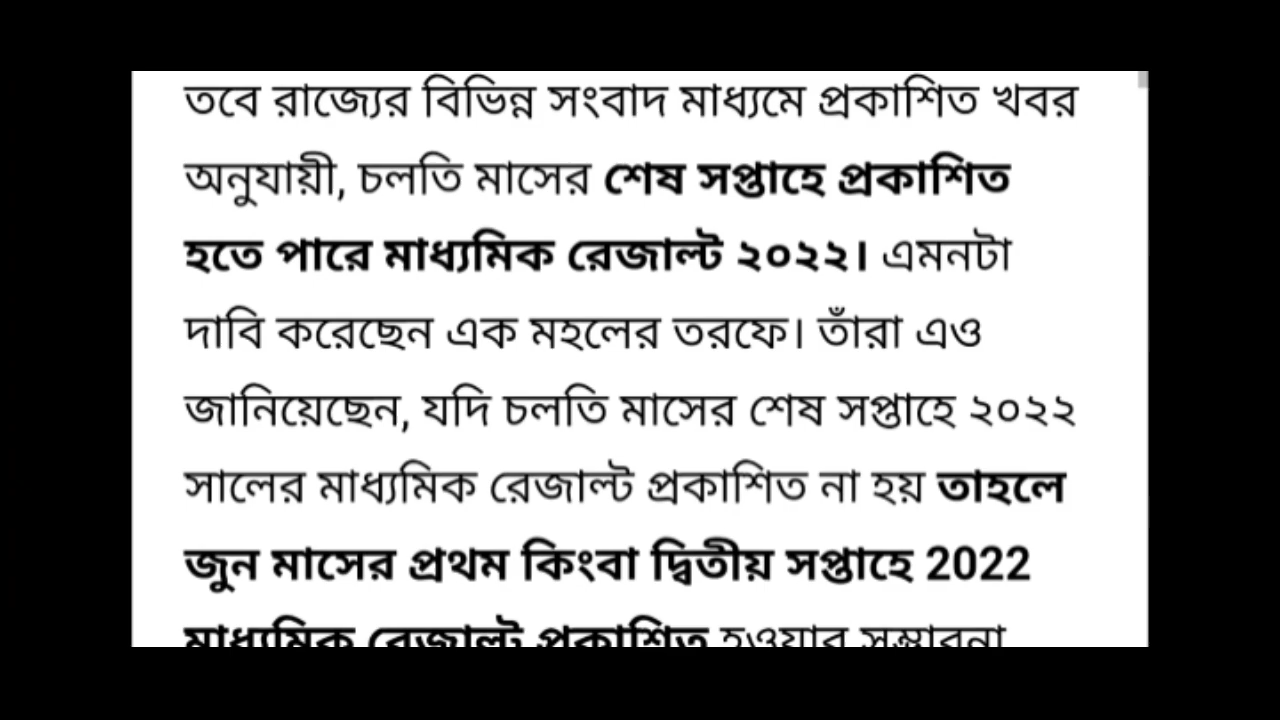 তবে রাজ্যের বিভিন্ন সংবাদ মাধ্যমে প্রকাশিত খবর
অনুযায়ী, চলতি মাসের শেষ সপ্তাহে প্রকাশিত
হতে পারে মাধ্যমিক রেজাল্ট ২০২২। এমনটা
দাবি করেছেন এক মহলের তরফে। তাঁরা এও
জানিয়েছেন, যদি চলতি মাসের শেষ সপ্তাহে ২০২২
সালের মাধ্যমিক রেজাল্ট প্রকাশিত না হয় তাহলে
জুন মাসের প্রথম কিংবা দ্বিতীয় সপ্তাহে 2022
মাধ্যমিক রেজাল্ট প্রকাশিত হওয়ার সম্ভাবনা